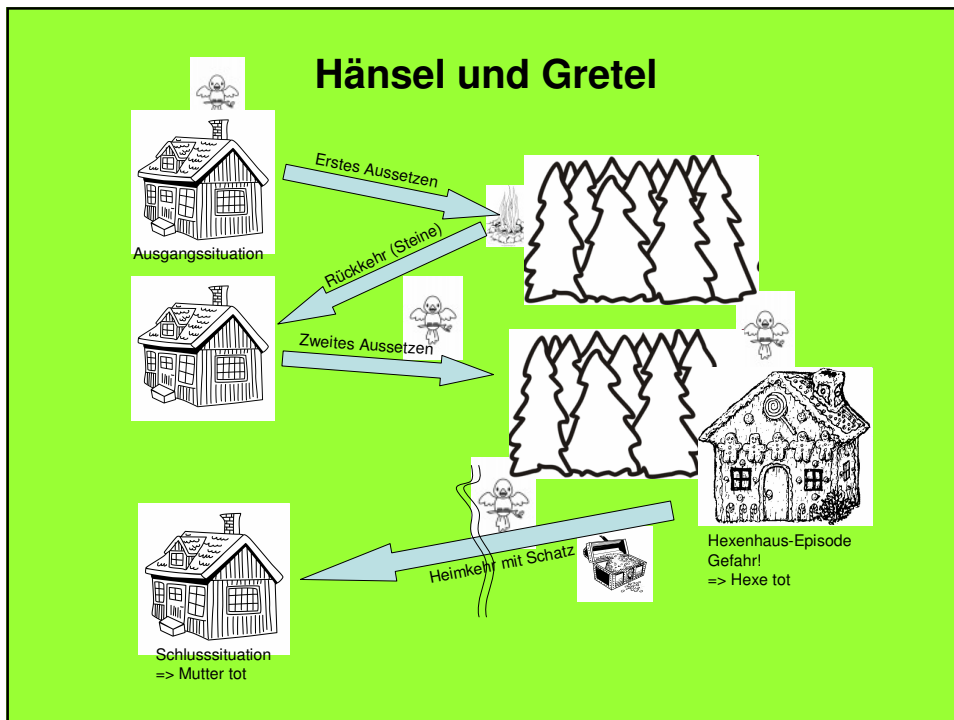 Hänsel und Gretel
Erstes Aussetzen
Ausgangssituation
Rückkehr (Steine)
Zweites Aussetzen
Hexenhaus-Episode
Gefahr!
=> Hexe tot
Heimkehr mit Schatz
Schlusssituation
=> Mutter tot